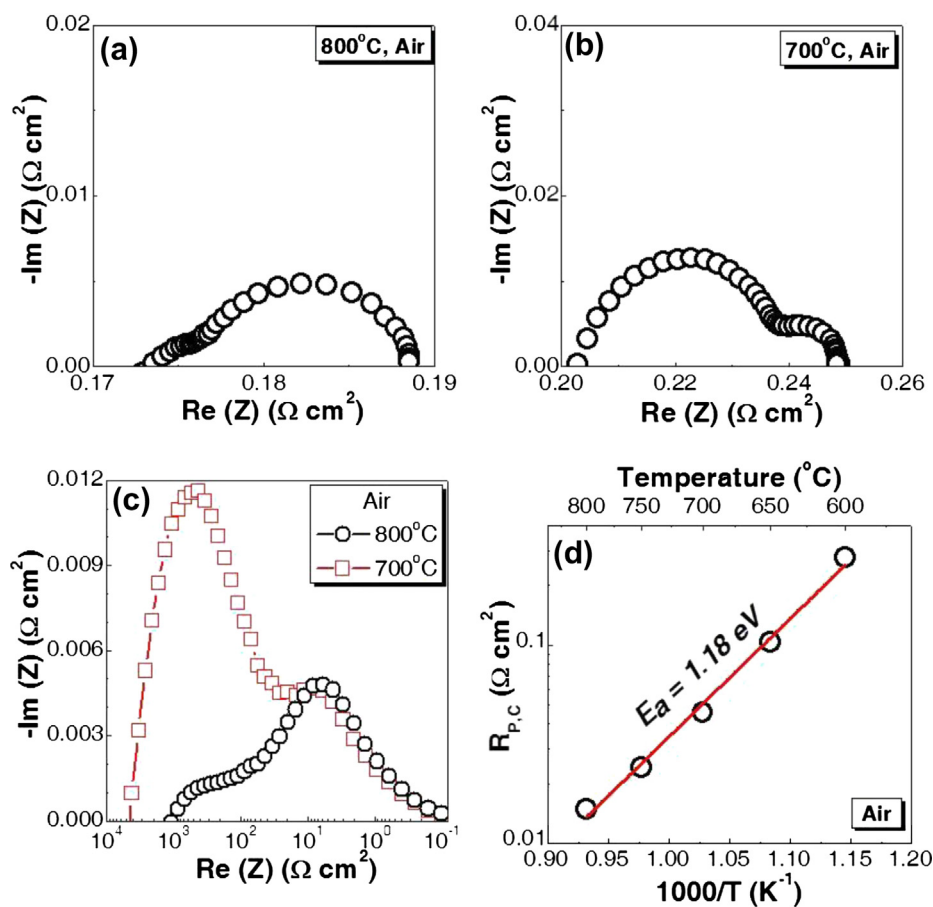 (a)
800°C, Air
0.02
0.01
0.00
-Im (Z) (Ω cm²)
0.17
0.18
0.19
Re (Z) (Ω cm²)
(b)
700°C, Air
0.04
0.02
0.00
-Im (Z) (Ω cm²)
0.20
0.22
0.24
0.26
Re (Z) (Ω cm²)
(c)
Air
800°C
700°C
0.012
0.009
0.006
0.003
0.000
-Im (Z) (Ω cm²)
10⁴
10³
10²
10¹
10⁰
10⁻¹
Re (Z) (Ω cm²)
Temperature (°C)
800
750
700
650
600
(d)
Ea = 1.18 eV
0.1
0.01
R_P,C (Ω cm²)
Air
0.90
0.95
1.00
1.05
1.10
1.15
1.20
1000/T (K⁻¹)